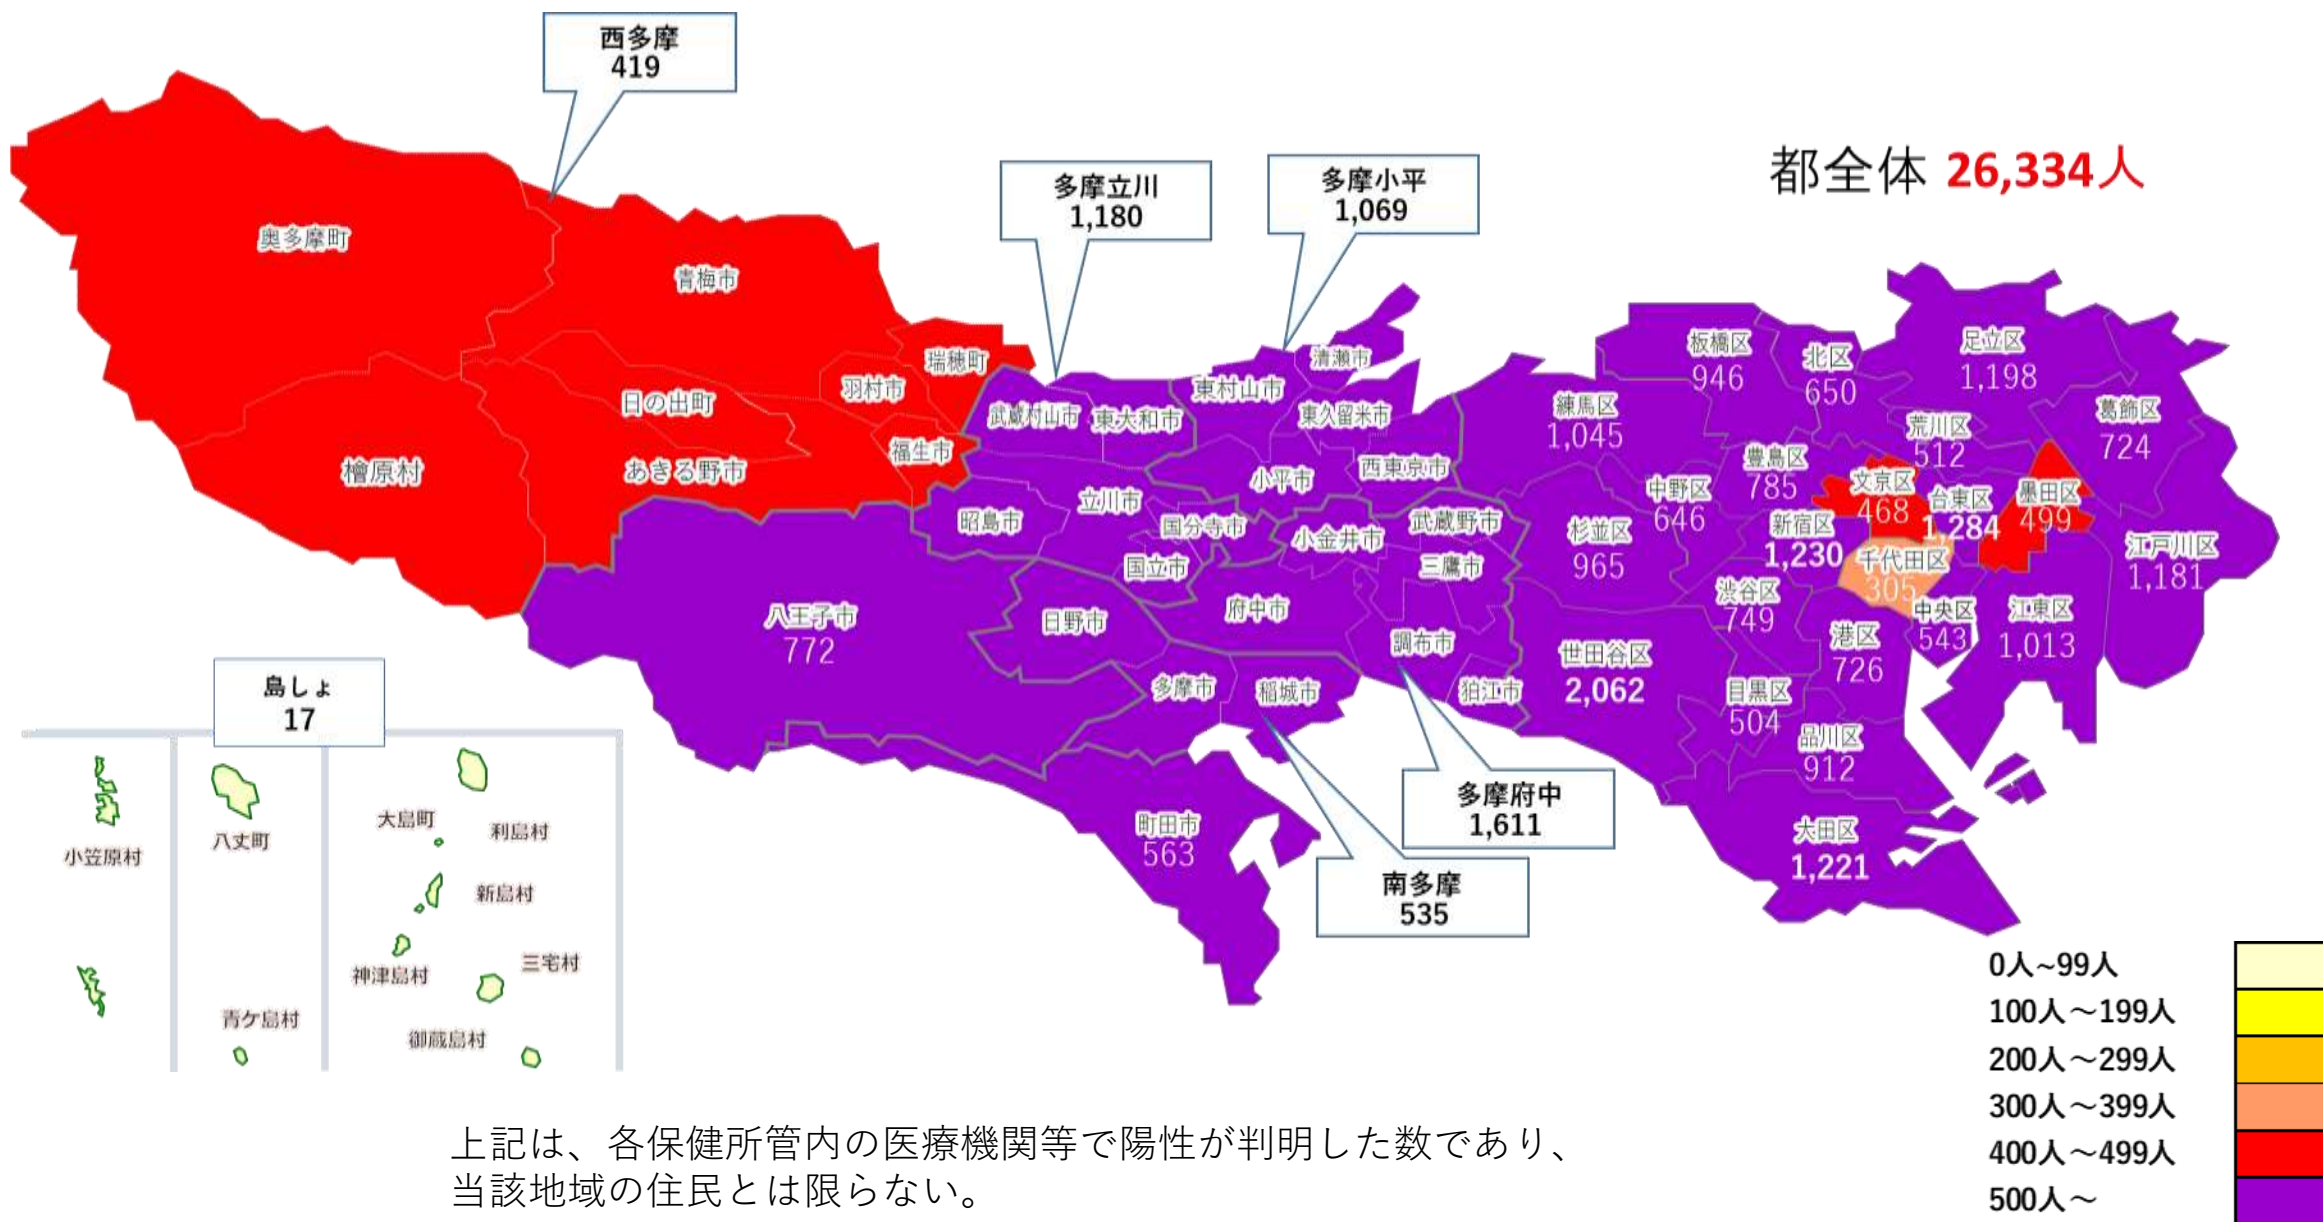 西多摩
419
多摩立川
1,180
多摩小平
1,069
都全体 26,334人
奥多摩町
青梅市
瑞穂町
羽村市
日の出町
福生市
あきる野市
檜原村
武蔵村山市
東大和市
東村山市
清瀬市
東久留米市
小平市
西東京市
立川市
昭島市
国分寺市
国立市
小金井市
武蔵野市
三鷹市
府中市
調布市
狛江市
八王子市
772
日野市
多摩市
稲城市
町田市
563
多摩府中
1,611
南多摩
535
板橋区
946
北区
650
足立区
1,198
葛飾区
724
練馬区
1,045
荒川区
512
豊島区
785
中野区
646
文京区
468
台東区
1,284
墨田区
499
杉並区
965
新宿区
1,230
千代田区
305
江戸川区
1,181
渋谷区
749
中央区
543
江東区
1,013
港区
726
世田谷区
2,062
目黒区
504
品川区
912
大田区
1,221
島しょ
17
小笠原村
八丈町
青ケ島村
大島町
利島村
新島村
神津島村
三宅村
御蔵島村
0人~99人
100人～199人
200人～299人
300人～399人
400人～499人
500人～
上記は、各保健所管内の医療機関等で陽性が判明した数であり、
当該地域の住民とは限らない。